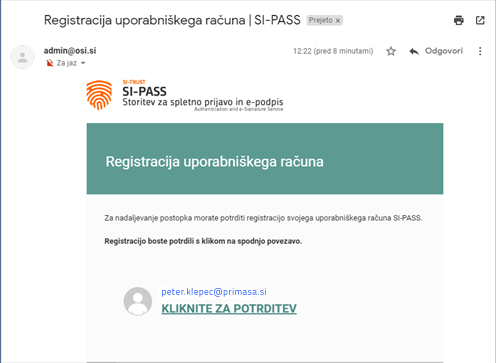 Registracija uporabniškega računa | SI-PASS Prejeto ×
admin@osi.si 12:22 (pred 8 minutami) Odgovori
Za jaz
SI-TRUST
SI-PASS
Storitev za spletno prijavo in e-podpis
Authentication and e-Signature Service
Registracija uporabniškega računa
Za nadaljevanje postopka morate potrditi registracijo svojega uporabniškega računa SI-PASS.
Registracijo boste potrdili s klikom na spodnjo povezavo.
peter.klepec@primasa.si
KLIKNITE ZA POTRDITEV